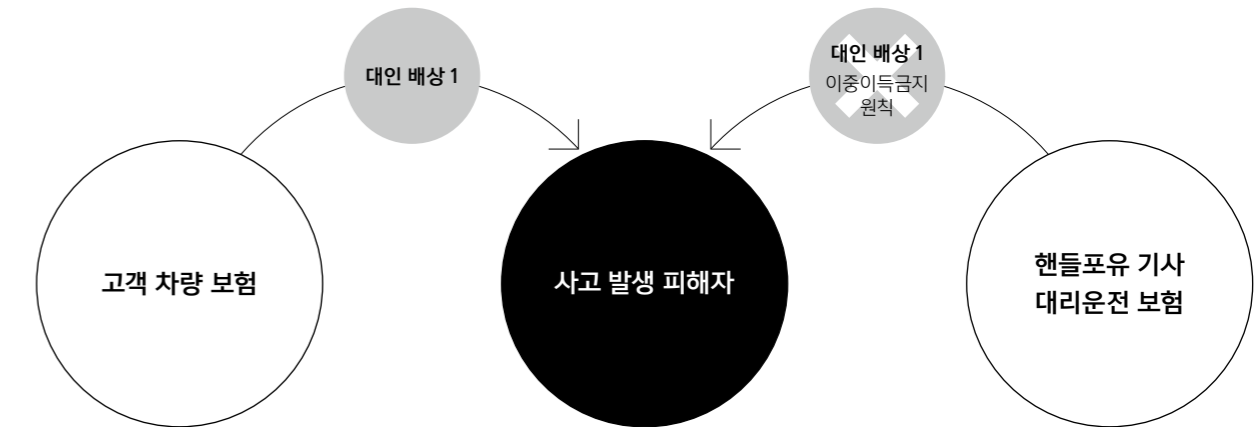 대인 배상 1
대인 배상 1
이중이득금지
원칙
고객 차량 보험
사고 발생 피해자
핸들포유 기사
대리운전 보험